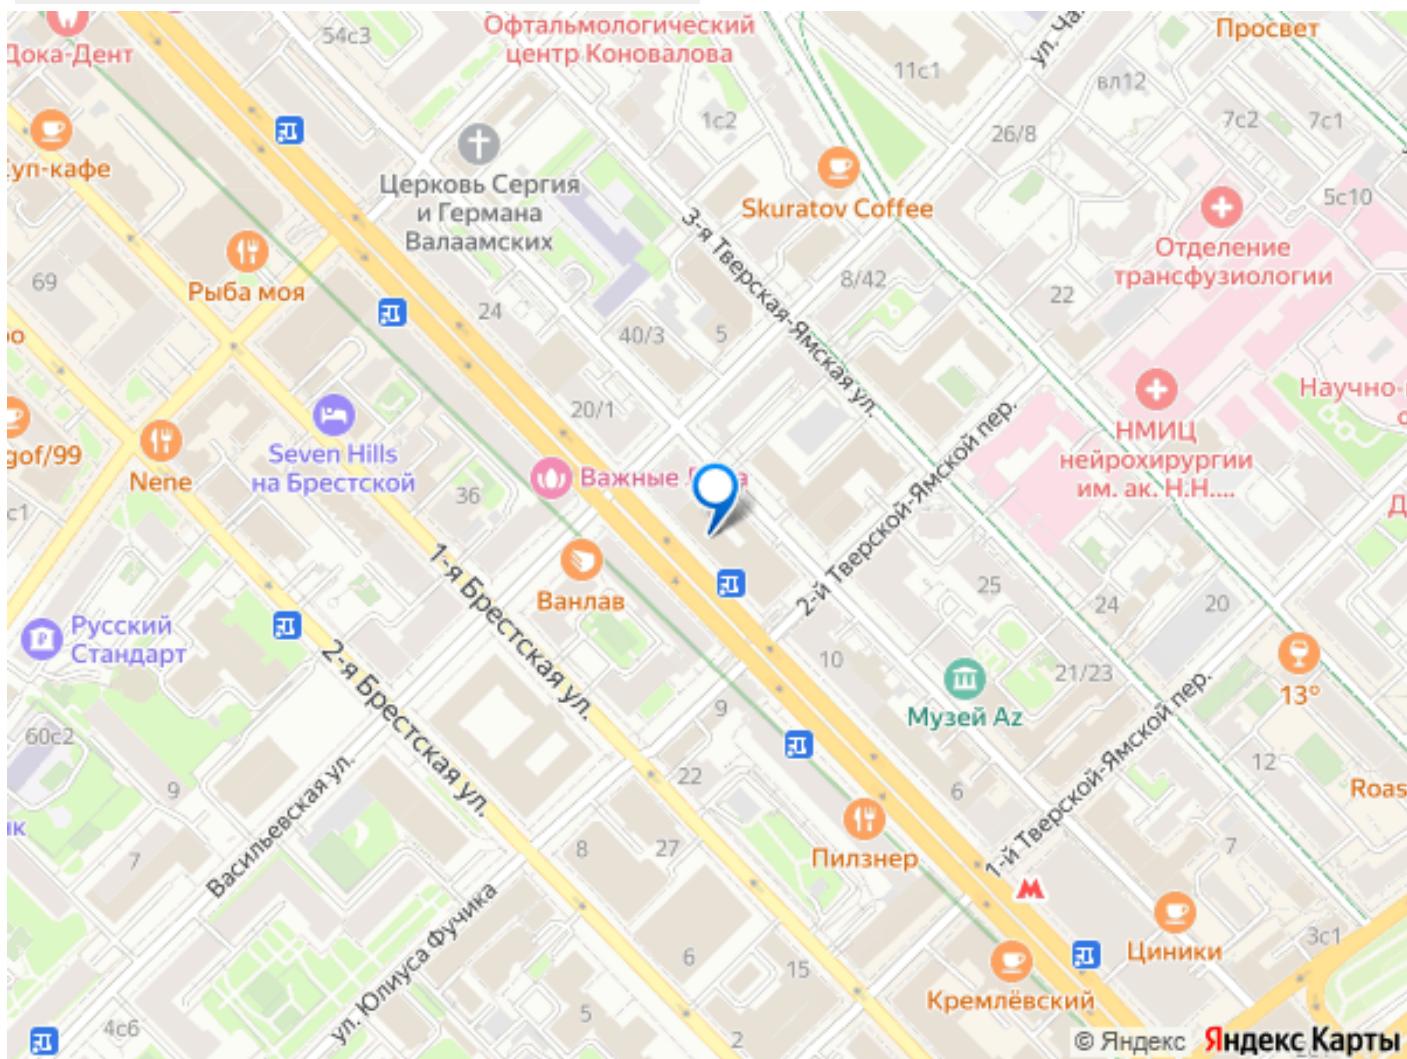 54с3
Офтальмологический
центр Коновалова
Дока-Дент
Просвет
11с1
вл12
1с2
26/8
7с2
7с1
уп-кафе
Церковь Сергия
и Германа
Валаамских
Skuratov Coffee
3-я Тверская-Ямская ул.
5с10
Отделение
трансфузиологии
69
Рыба моя
24
8/42
22
40/3
5
20/1
Seven Hills
на Брестской
gof/99
Nene
36
Важные
НМИЦ
нейрохирургии
им. ак. Н.Н....
Научно-
2-й Тверской-Ямской пер.
1-я Брестская ул.
Ванлав
Русский
Стандарт
2-я Брестская ул.
25
24
20
10
21/23
13°
Музей Az
9
60с2
9
22
6
12
1-й Тверской-Ямской пер.
Roas
Васильевская ул.
7
8
27
Пилзнер
7
ул. Юлиуса Фучика
Циники
3с1
6
15
Кремлёвский
4с6
5
2
© Яндекс Яндекс Карты